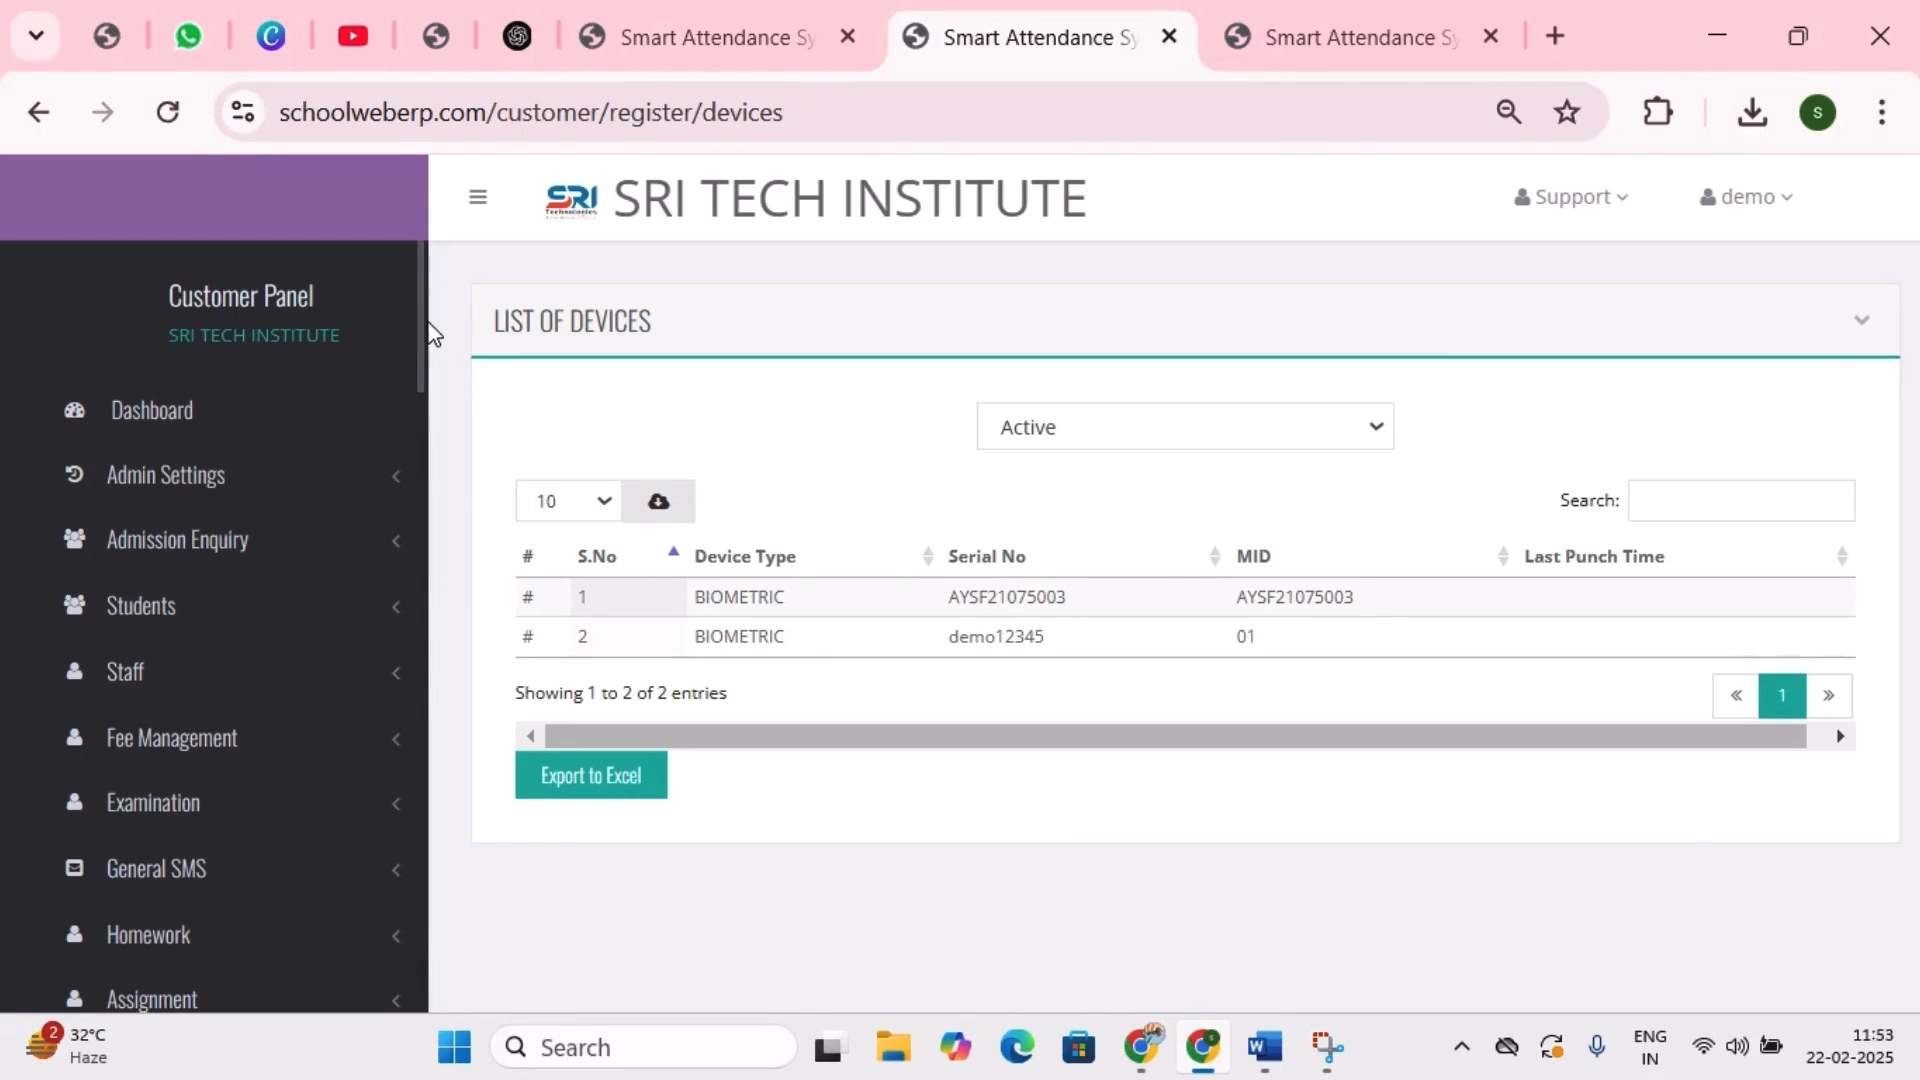 Smart Attendance Sy
Smart Attendance Sy
Smart Attendance Sy
schoolweberp.com/customer/register/devices
S
SRI
Technologies
SRI TECH INSTITUTE
Support
demo
Customer Panel
SRI TECH INSTITUTE
Dashboard
Admin Settings
Admission Enquiry
Students
Staff
Fee Management
Examination
General SMS
Homework
Assignment
LIST OF DEVICES
Active
10
Search:
# S.No Device Type Serial No MID Last Punch Time
# 1 BIOMETRIC AYSF21075003 AYSF21075003
# 2 BIOMETRIC demo12345 01
Showing 1 to 2 of 2 entries
« 1 »
Export to Excel
2
32°C
Haze
Search
ENG
IN
11:53
22-02-2025